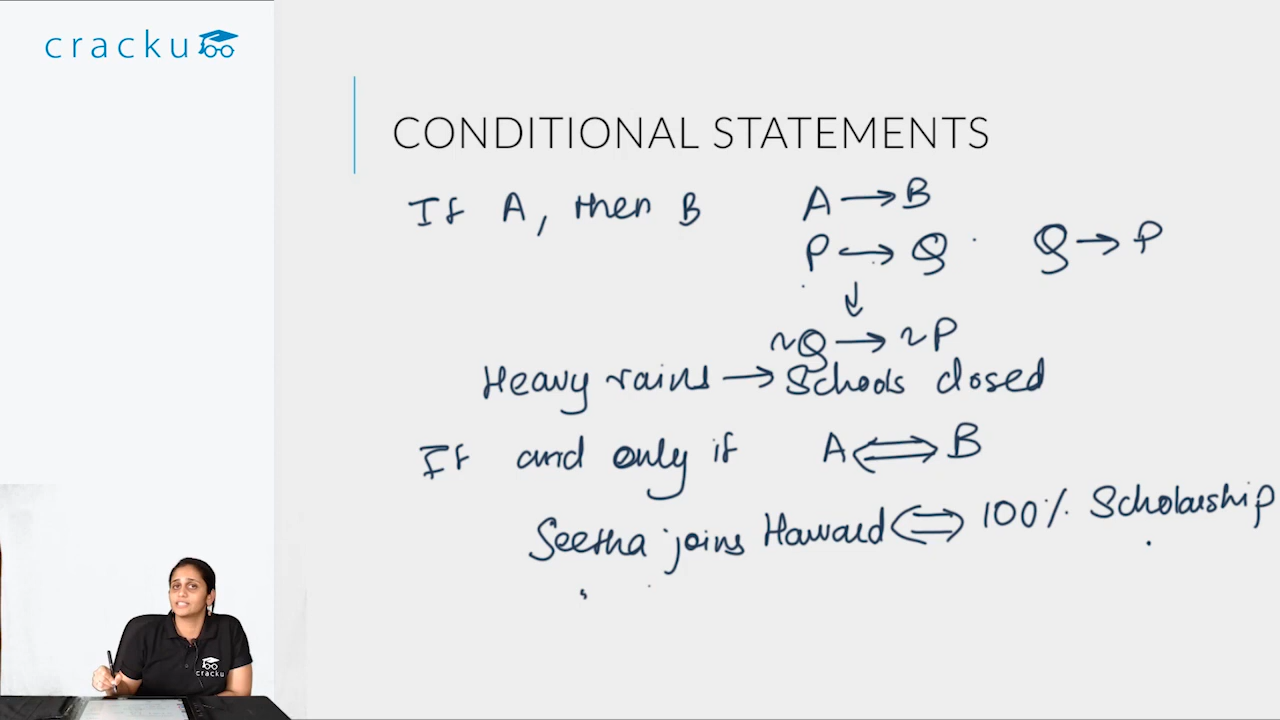 cracku
CONDITIONAL STATEMENTS
If A, then B A → B
P → Q Q → P
↓
~Q → ~P
Heavy rains → Schools closed
If and only if A ⟺ B
Seetha joins Harvard ⟺ 100% Scholarship
cracku